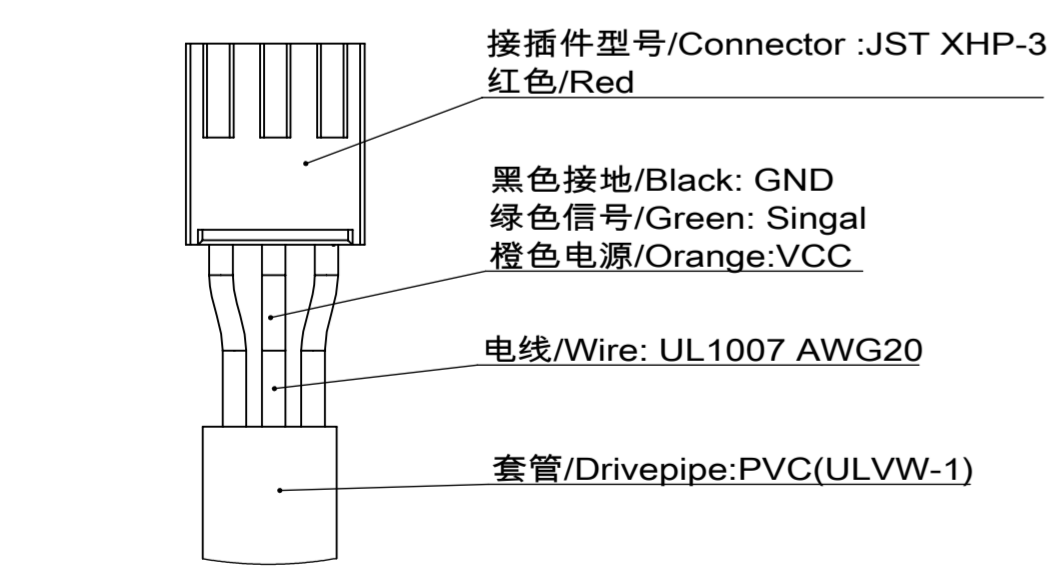 接插件型号/Connector :JST XHP-3
红色/Red
黑色接地/Black: GND
绿色信号/Green: Singal
橙色电源/Orange:VCC
电线/Wire: UL1007 AWG20
套管/Drivepipe:PVC(ULVW-1)